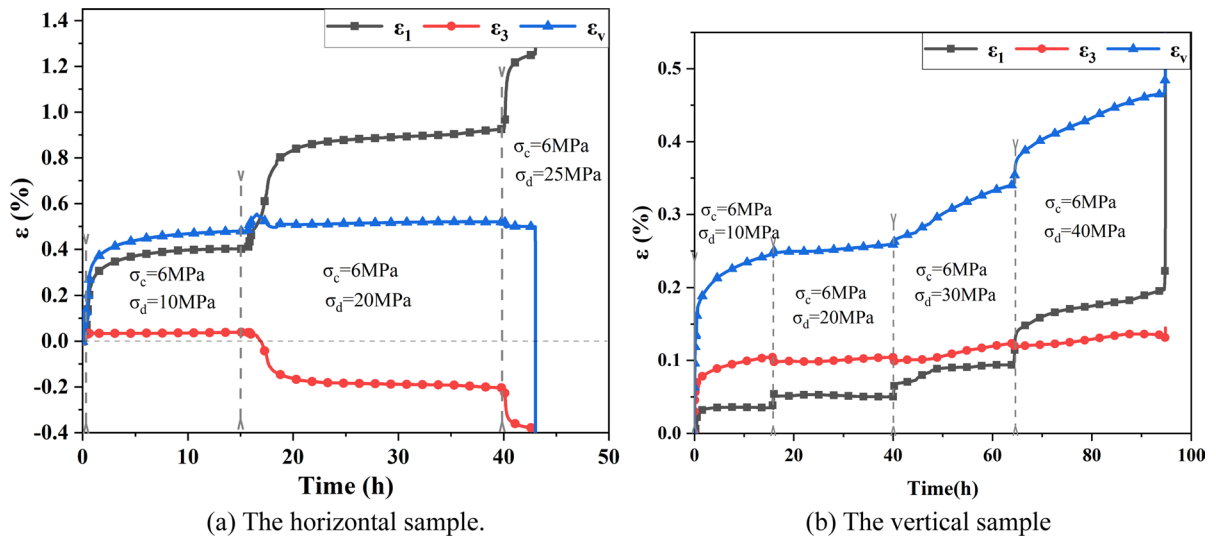 1.4
1.2
1.0
0.8
0.6
0.4
0.2
0.0
-0.2
-0.4
ε (%)
ε1 ε3 εv
σc=6MPa
σd=10MPa
σc=6MPa
σd=20MPa
σc=6MPa
σd=25MPa
0 10 20 30 40 50
Time (h)
(a) The horizontal sample.
0.5
0.4
0.3
0.2
0.1
0.0
ε (%)
ε1 ε3 εv
σc=6MPa
σd=10MPa
σc=6MPa
σd=20MPa
σc=6MPa
σd=30MPa
σc=6MPa
σd=40MPa
0 20 40 60 80 100
Time(h)
(b) The vertical sample